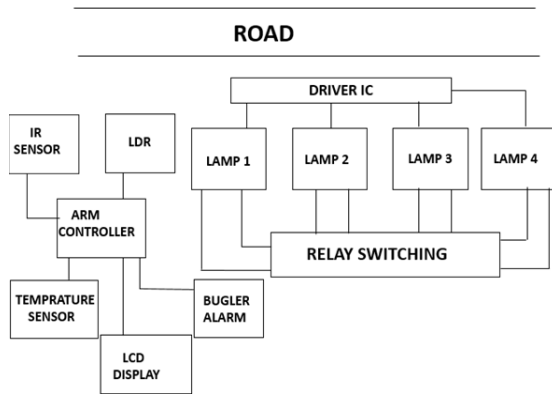 ROAD
DRIVER IC
IR
SENSOR
LDR
LAMP 1
LAMP 2
LAMP 3
LAMP 4
ARM
CONTROLLER
RELAY SWITCHING
TEMPRATURE
SENSOR
BUGLER
ALARM
LCD
DISPLAY